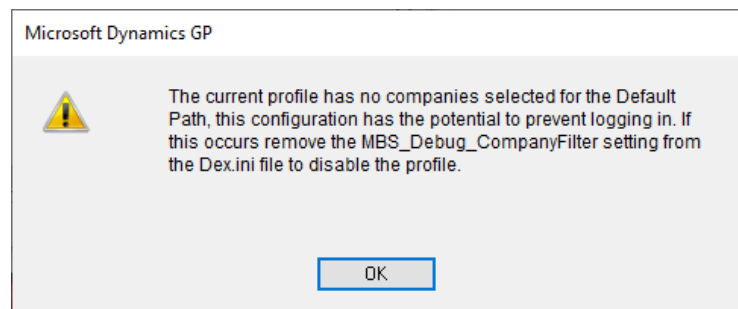 Microsoft Dynamics GP
The current profile has no companies selected for the Default
Path, this configuration has the potential to prevent logging in. If
this occurs remove the MBS_Debug_CompanyFilter setting from
the Dex.ini file to disable the profile.
OK